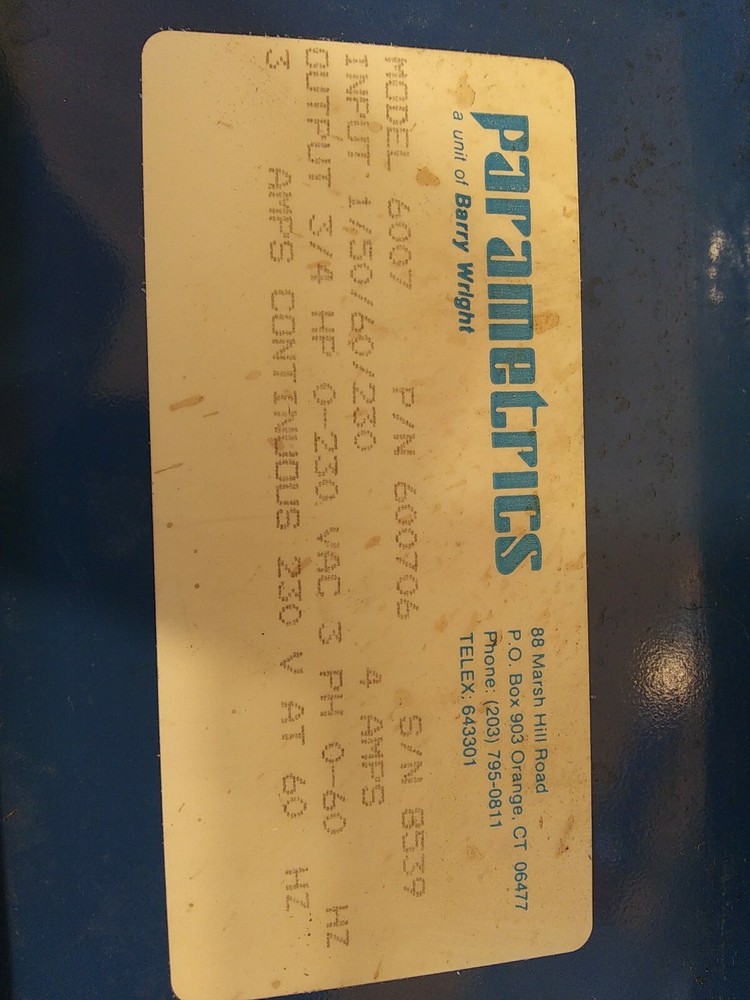 Parametrics
a unit of Barry Wright
88 Marsh Hill Road
P.O. Box 903 Orange, CT 06477
Phone: (203) 795-0811
TELEX: 643301
MODEL 6007 P/N 600706 S/N 8539
INPUT 1/50/60/230 4 AMPS
OUTPUT 3/4 HP 0-230 VAC 3 PH 0-60 HZ
3 AMPS CONTINUOUS 230 V AT 60 HZ